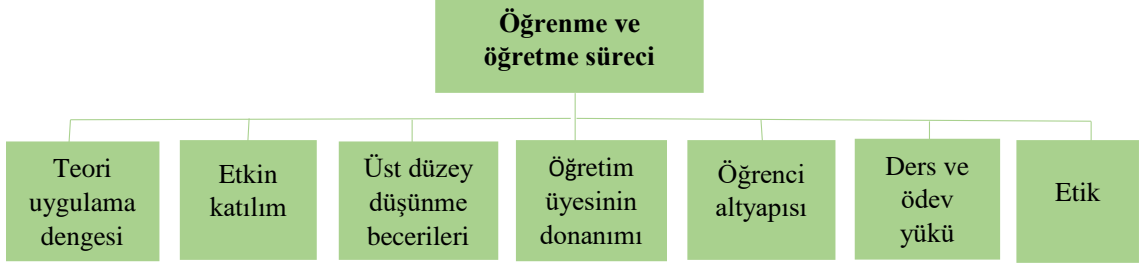 Öğrenme ve
öğretme süreci
Teori
uygulama
dengesi
Etkin
katılım
Üst düzey
düşünme
becerileri
Öğretim
üyesinin
donanımı
Öğrenci
altyapısı
Ders ve
ödev
yükü
Etik